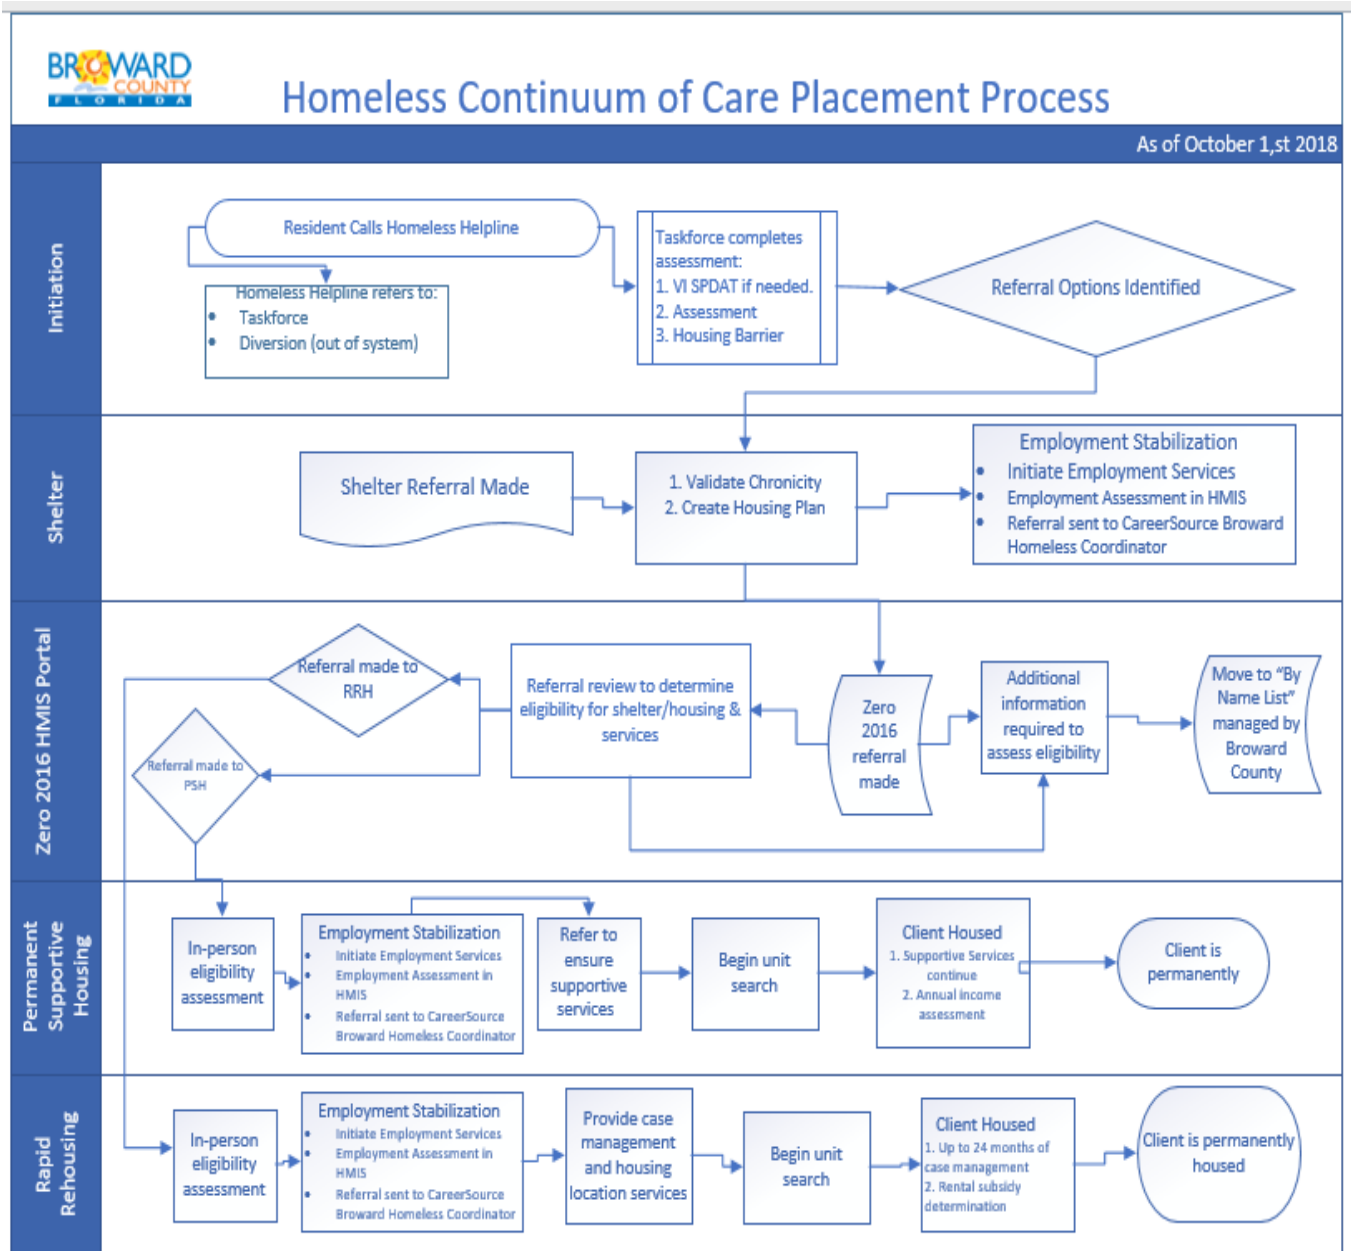 BROWARD
COUNTY
FLORIDA
Homeless Continuum of Care Placement Process
As of October 1,st 2018
Initiation
Resident Calls Homeless Helpline
Homeless Helpline refers to:
• Taskforce
• Diversion (out of system)
Taskforce completes
assessment:
1. VI SPDAT if needed.
2. Assessment
3. Housing Barrier
Referral Options Identified
Shelter
Shelter Referral Made
1. Validate Chronicity
2. Create Housing Plan
Employment Stabilization
• Initiate Employment Services
• Employment Assessment in HMIS
• Referral sent to CareerSource Broward
Homeless Coordinator
Zero 2016 HMIS Portal
Referral made to
RRH
Referral made to
PSH
Referral review to determine
eligibility for shelter/housing &
services
Zero
2016
referral
made
Additional
information
required to
assess eligibility
Move to “By
Name List”
managed by
Broward
County
Permanent
Supportive
Housing
In-person
eligibility
assessment
Employment Stabilization
• Initiate Employment Services
• Employment Assessment in
HMIS
• Referral sent to CareerSource
Broward Homeless Coordinator
Refer to
ensure
supportive
services
Begin unit
search
Client Housed
1. Supportive Services
continue
2. Annual income
assessment
Client is
permanently
Rapid
Rehousing
In-person
eligibility
assessment
Employment Stabilization
• Initiate Employment Services
• Employment Assessment in
HMIS
• Referral sent to CareerSource
Broward Homeless Coordinator
Provide case
management
and housing
location services
Begin unit
search
Client Housed
1. Up to 24 months of
case management
2. Rental subsidy
determination
Client is permanently
housed